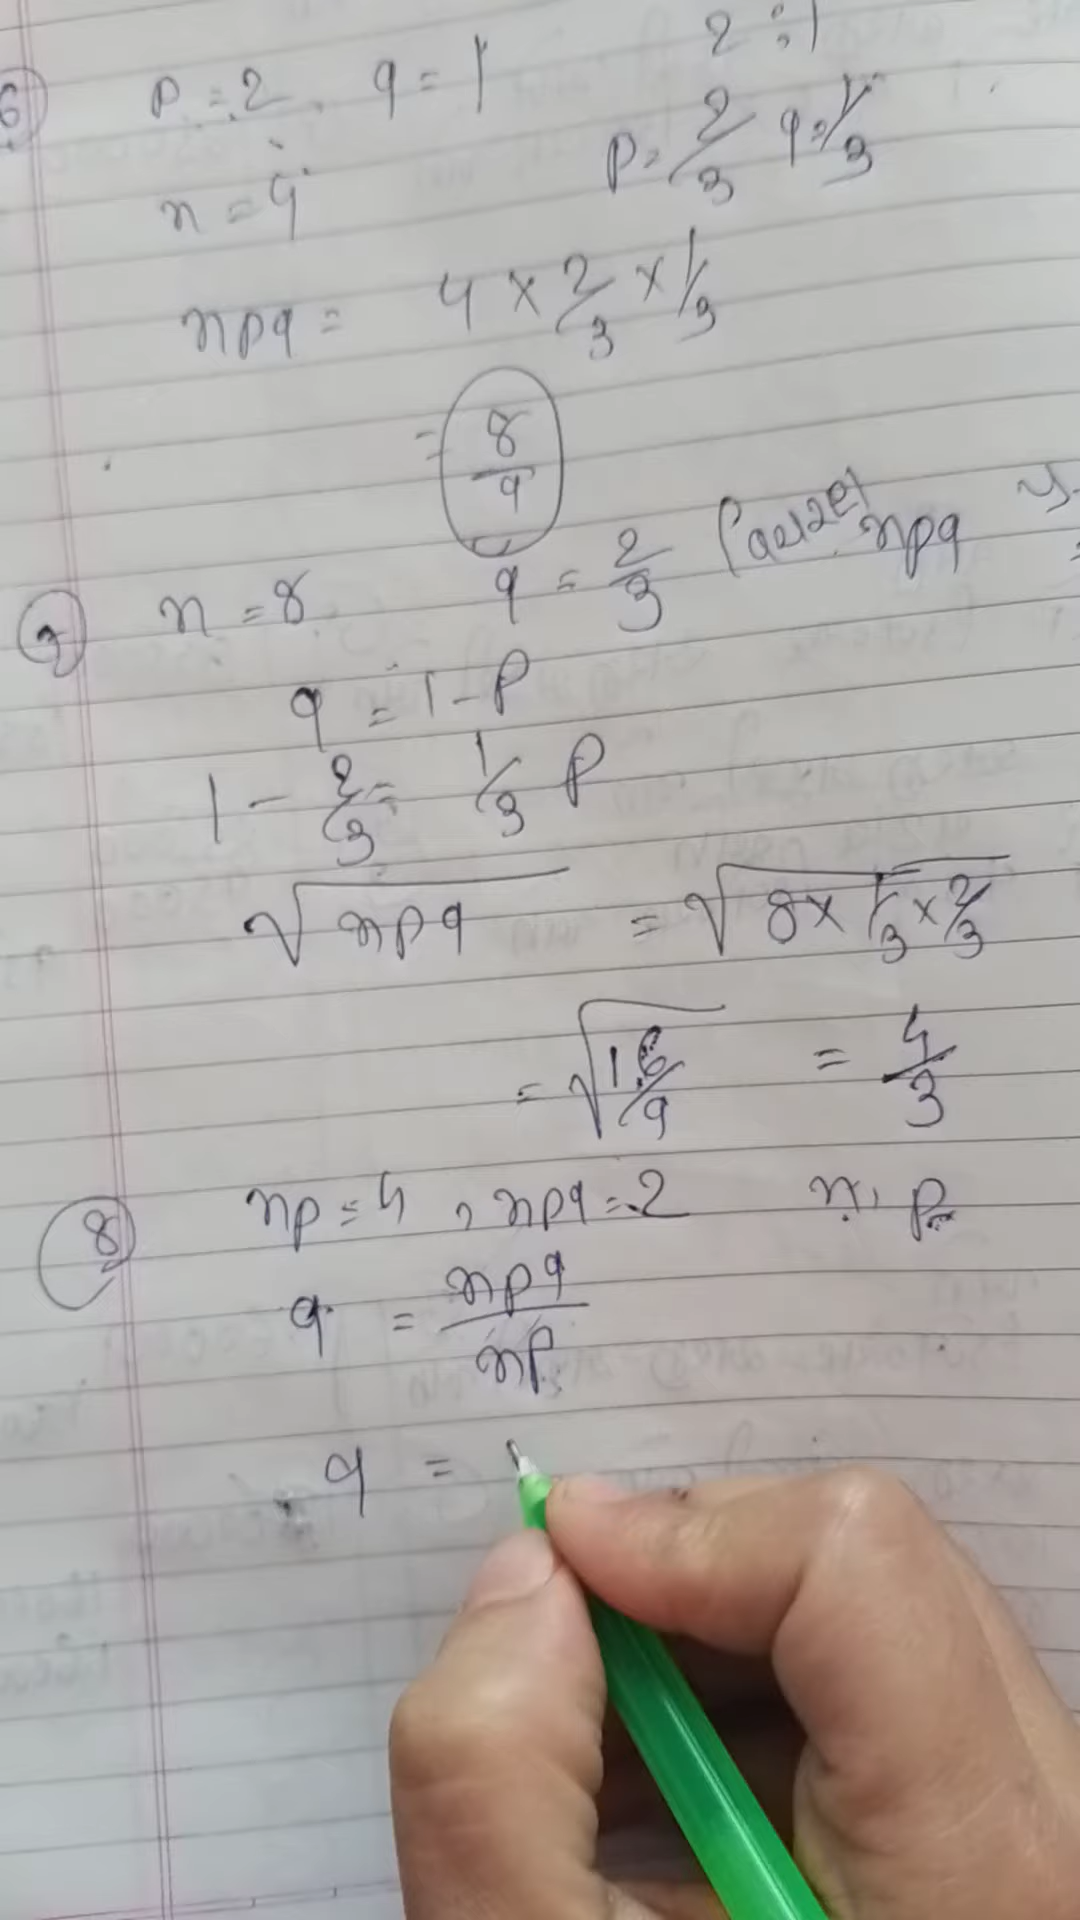 6) P = 2, q = 1 2:1
n = 4 P = 2/3 q = 1/3
npq = 4 × 2/3 × 1/3
= 8/9
7) n = 8 q = 2/3 npq
q = 1 - P
1 - 2/3 = 1/3 P
√npq = √8 × 1/3 × 2/3
= √16/9 = 4/3
8) np = 4, npq = 2 n, P
q = npq/np
q =